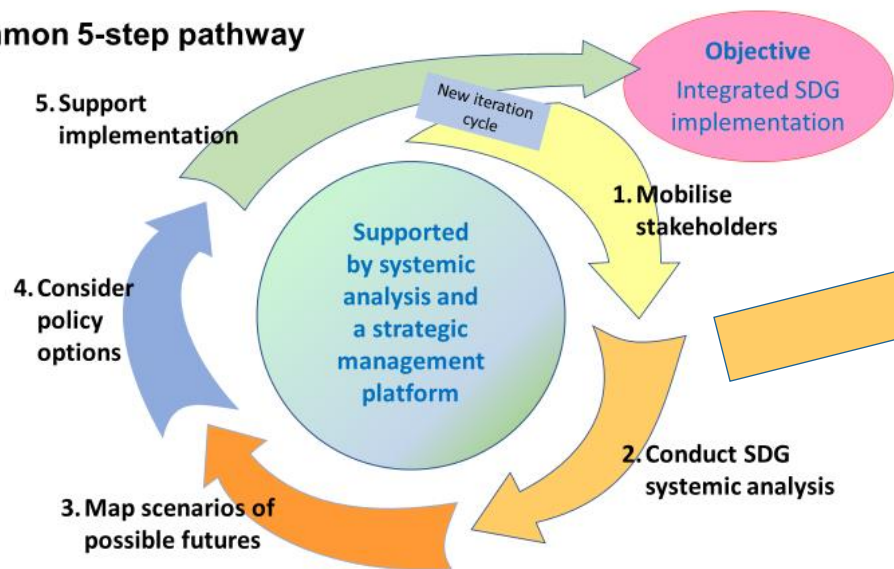 mmon 5-step pathway
Objective
Integrated SDG
implementation
New iteration
cycle
1. Mobilise
stakeholders
2. Conduct SDG
systemic analysis
3. Map scenarios of
possible futures
4. Consider
policy
options
5. Support
implementation
Supported
by systemic
analysis and
a strategic
management
platform